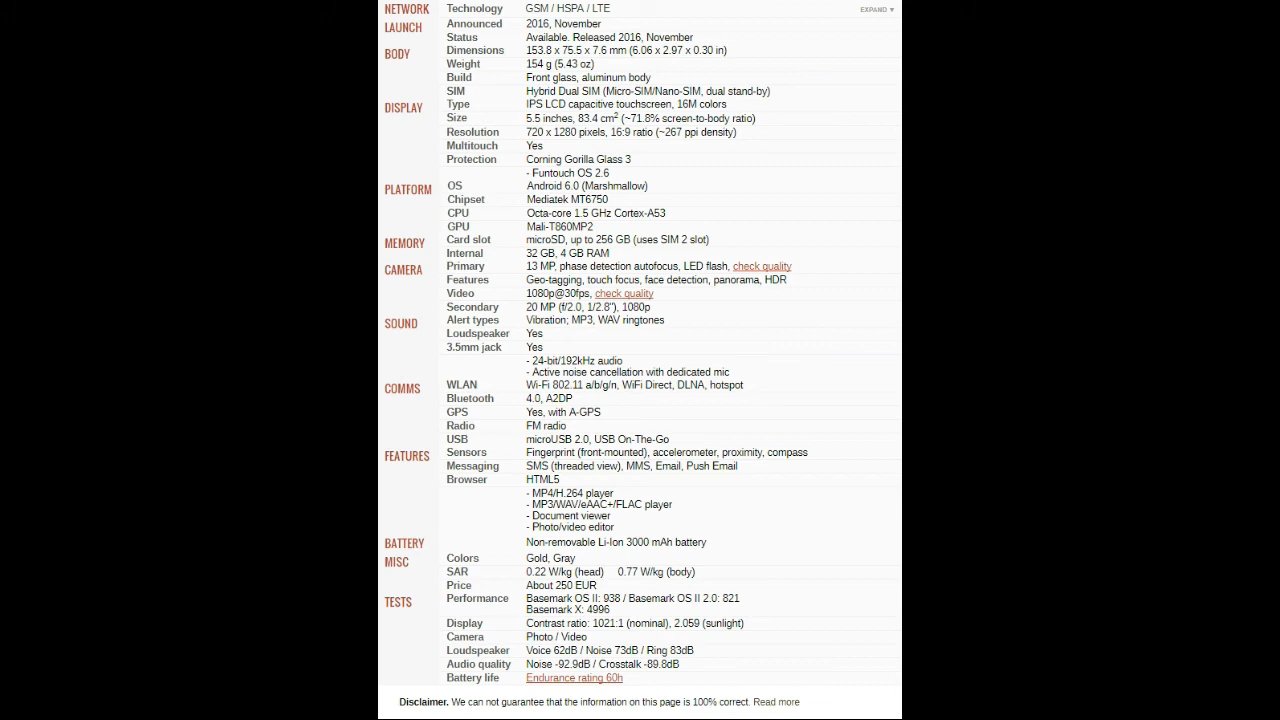 NETWORK Technology GSM / HSPA / LTE EXPAND ▼
LAUNCH Announced 2016, November
Status Available. Released 2016, November
BODY Dimensions 153.8 x 75.5 x 7.6 mm (6.06 x 2.97 x 0.30 in)
Weight 154 g (5.43 oz)
Build Front glass, aluminum body
SIM Hybrid Dual SIM (Micro-SIM/Nano-SIM, dual stand-by)
DISPLAY Type IPS LCD capacitive touchscreen, 16M colors
Size 5.5 inches, 83.4 cm2 (~71.8% screen-to-body ratio)
Resolution 720 x 1280 pixels, 16:9 ratio (~267 ppi density)
Multitouch Yes
Protection Corning Gorilla Glass 3
- Funtouch OS 2.6
PLATFORM OS Android 6.0 (Marshmallow)
Chipset Mediatek MT6750
CPU Octa-core 1.5 GHz Cortex-A53
GPU Mali-T860MP2
MEMORY Card slot microSD, up to 256 GB (uses SIM 2 slot)
Internal 32 GB, 4 GB RAM
CAMERA Primary 13 MP, phase detection autofocus, LED flash, check quality
Features Geo-tagging, touch focus, face detection, panorama, HDR
Video 1080p@30fps, check quality
Secondary 20 MP (f/2.0, 1/2.8"), 1080p
SOUND Alert types Vibration; MP3, WAV ringtones
Loudspeaker Yes
3.5mm jack Yes
- 24-bit/192kHz audio
- Active noise cancellation with dedicated mic
COMMS WLAN Wi-Fi 802.11 a/b/g/n, WiFi Direct, DLNA, hotspot
Bluetooth 4.0, A2DP
GPS Yes, with A-GPS
Radio FM radio
USB microUSB 2.0, USB On-The-Go
FEATURES Sensors Fingerprint (front-mounted), accelerometer, proximity, compass
Messaging SMS (threaded view), MMS, Email, Push Email
Browser HTML5
- MP4/H.264 player
- MP3/WAV/eAAC+/FLAC player
- Document viewer
- Photo/video editor
BATTERY Non-removable Li-Ion 3000 mAh battery
MISC Colors Gold, Gray
SAR 0.22 W/kg (head) 0.77 W/kg (body)
Price About 250 EUR
TESTS Performance Basemark OS II: 938 / Basemark OS II 2.0: 821
Basemark X: 4996
Display Contrast ratio: 1021:1 (nominal), 2.059 (sunlight)
Camera Photo / Video
Loudspeaker Voice 62dB / Noise 73dB / Ring 83dB
Audio quality Noise -92.9dB / Crosstalk -89.8dB
Battery life Endurance rating 60h
Disclaimer. We can not guarantee that the information on this page is 100% correct. Read more